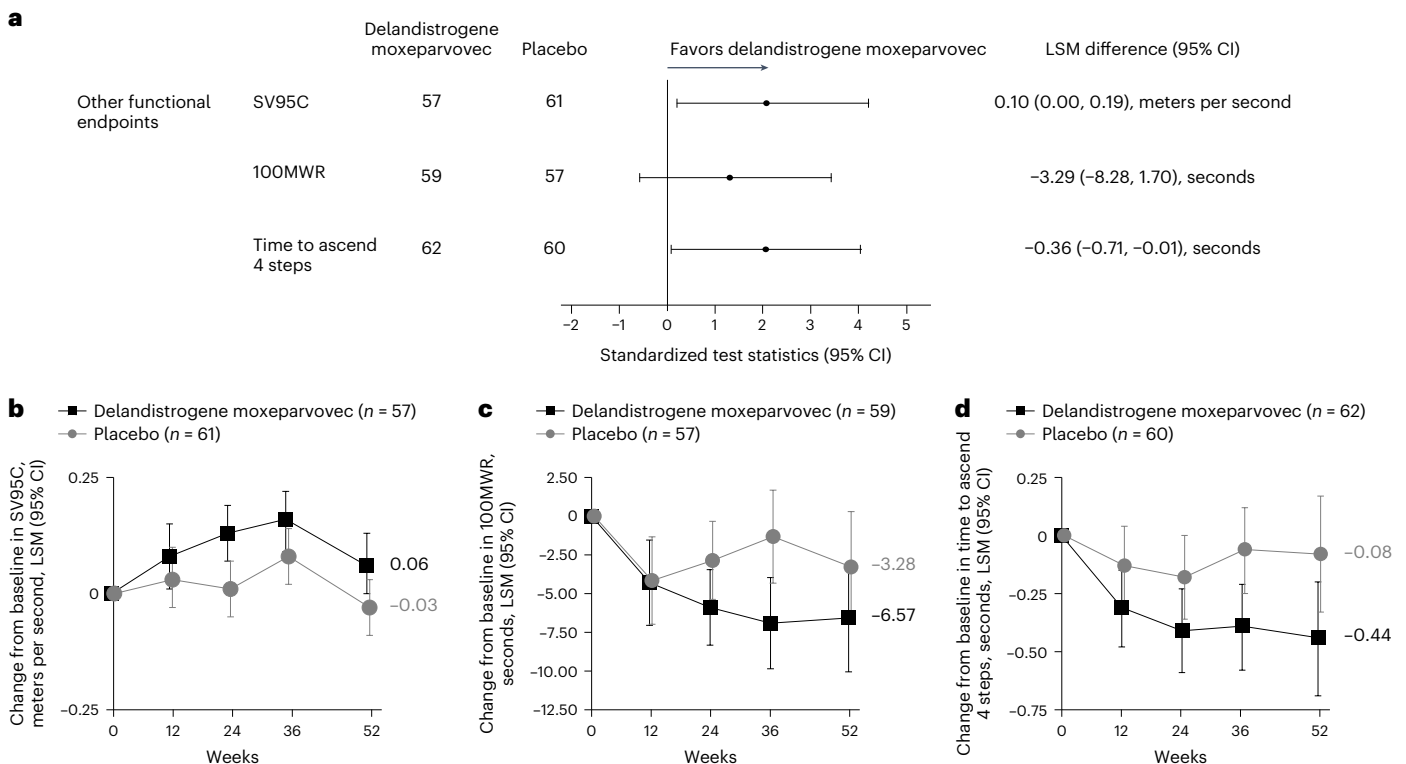 a
Delandistrogene
moxeparvovec
Placebo
Favors delandistrogene moxeparvovec
LSM difference (95% CI)
Other functional
endpoints
SV95C
57
61
0.10 (0.00, 0.19), meters per second
100MWR
59
57
−3.29 (−8.28, 1.70), seconds
Time to ascend
4 steps
62
60
−0.36 (−0.71, −0.01), seconds
−2 −1 0 1 2 3 4 5
Standardized test statistics (95% CI)
b
Delandistrogene moxeparvovec (n = 57)
Placebo (n = 61)
Change from baseline in SV95C,
meters per second, LSM (95% CI)
0.25
0
−0.25
0.06
−0.03
0 12 24 36 52
Weeks
c
Delandistrogene moxeparvovec (n = 59)
Placebo (n = 57)
Change from baseline in 100MWR,
seconds, LSM (95% CI)
2.50
0
−2.50
−5.00
−7.50
−10.00
−12.50
−3.28
−6.57
0 12 24 36 52
Weeks
d
Delandistrogene moxeparvovec (n = 62)
Placebo (n = 60)
Change from baseline in time to ascend
4 steps, seconds, LSM (95% CI)
0.25
0
−0.25
−0.50
−0.75
−0.08
−0.44
0 12 24 36 52
Weeks